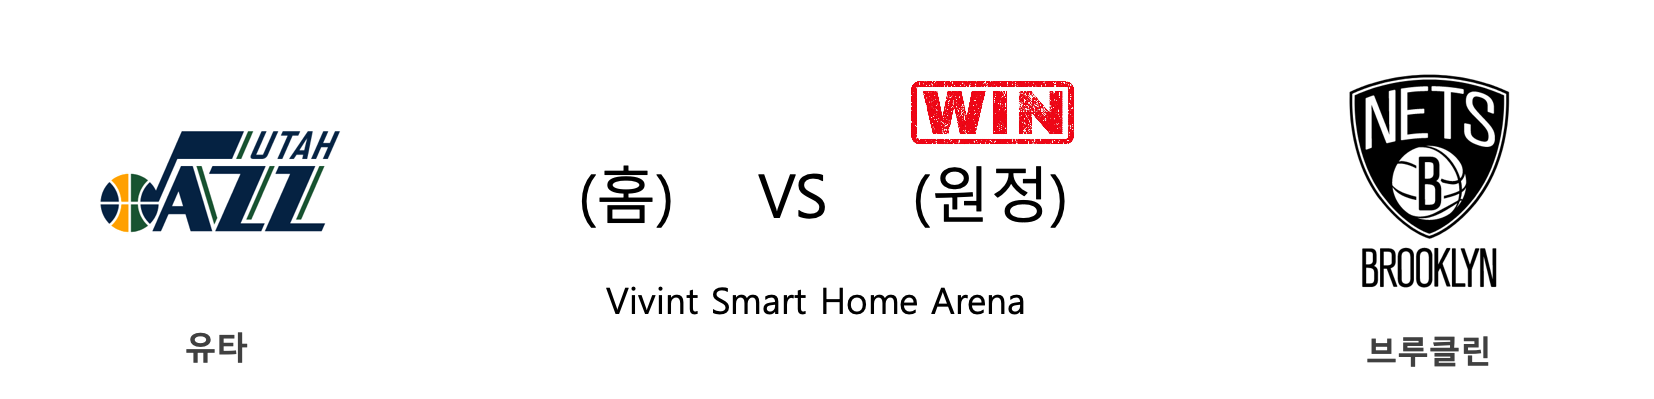 UTAH
JAZZ
유타
WIN
(홈) VS (원정)
Vivint Smart Home Arena
NETS
B
BROOKLYN
브루클린